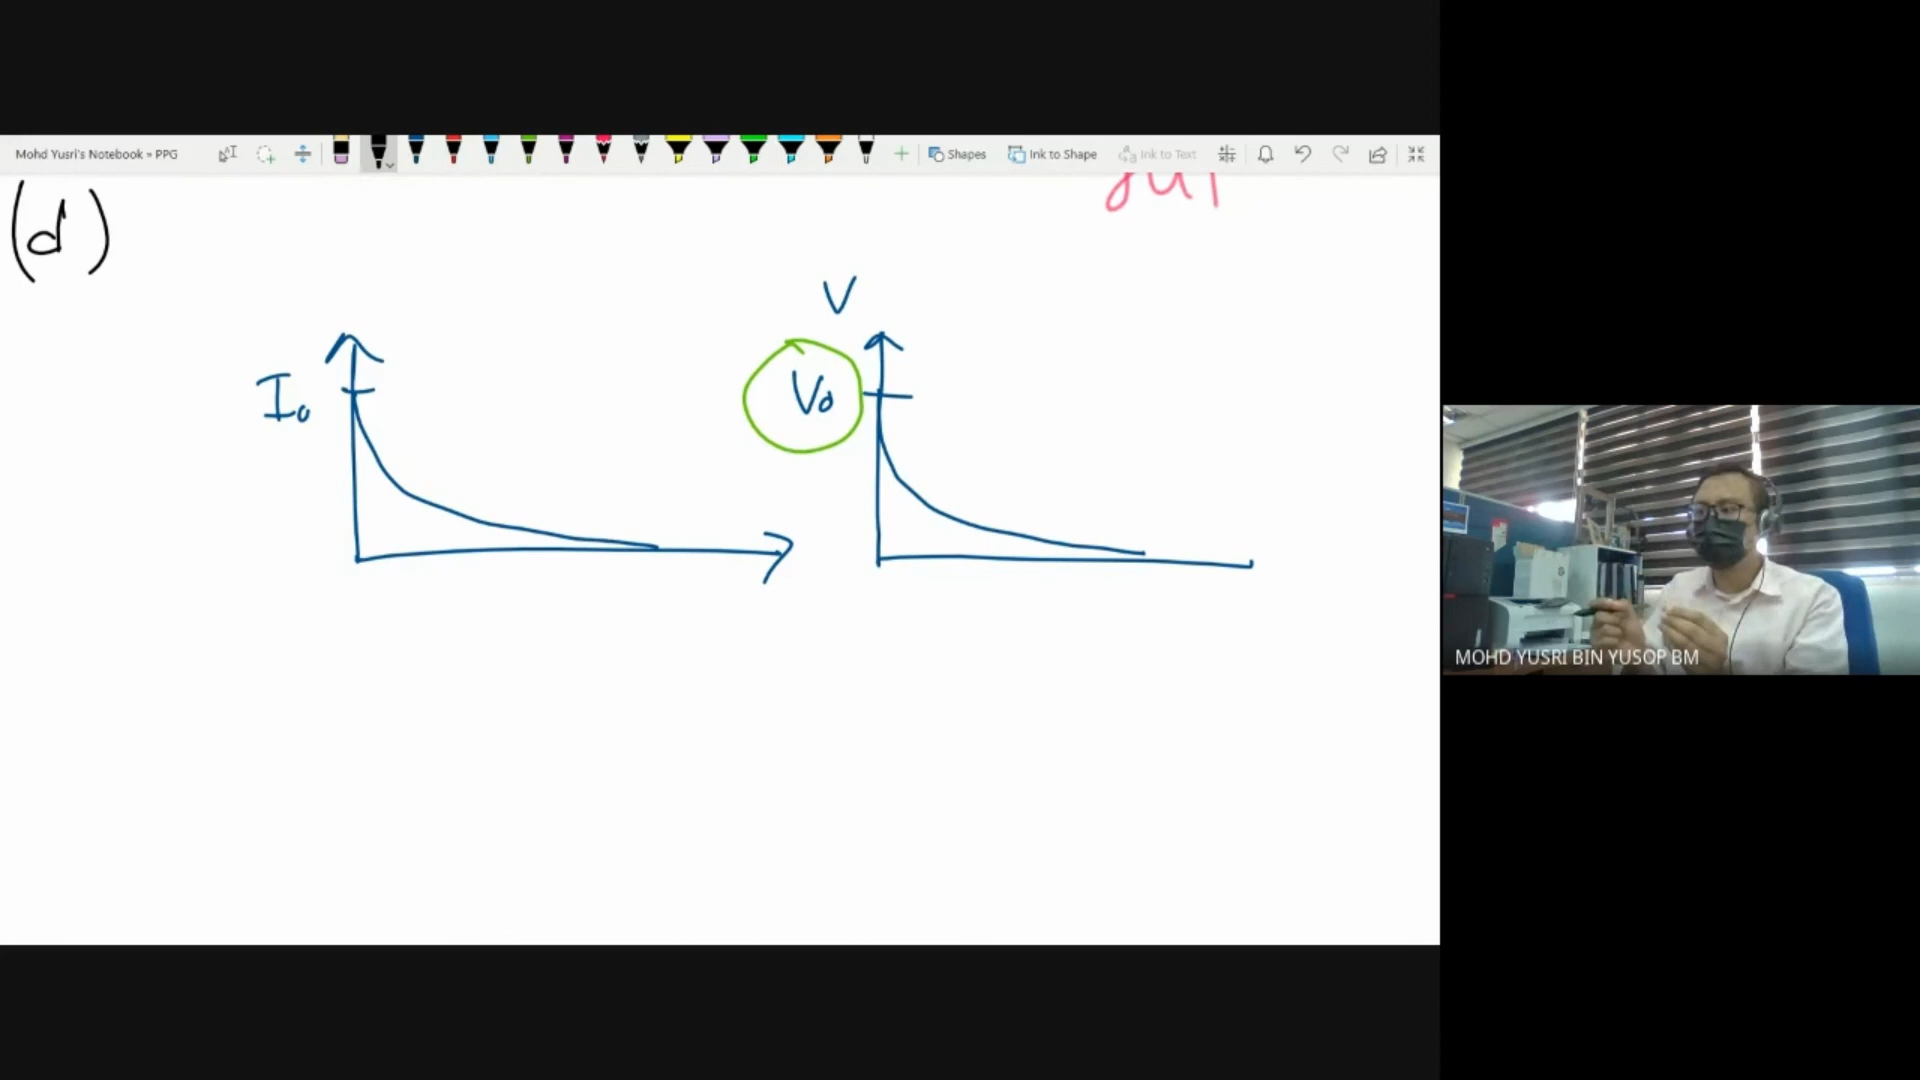 Mohd Yusri's Notebook » PPG
Shapes
Ink to Shape
Ink to Text
(d)
V
I₀
V₀
MOHD YUSRI BIN YUSOP BM